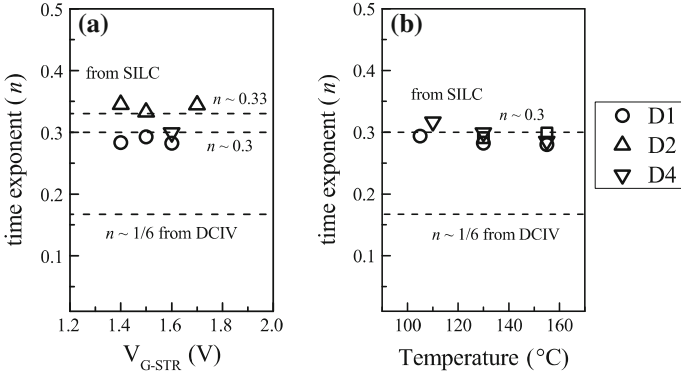 (a)
time exponent (n)
0.5
0.4
0.3
0.2
0.1
from SILC
n ~ 0.33
n ~ 0.3
n ~ 1/6 from DCIV
1.2 1.4 1.6 1.8 2.0
V_G-STR (V)
(b)
time exponent (n)
0.5
0.4
0.3
0.2
0.1
from SILC
n ~ 0.3
n ~ 1/6 from DCIV
100 120 140 160
Temperature (°C)
D1
D2
D4